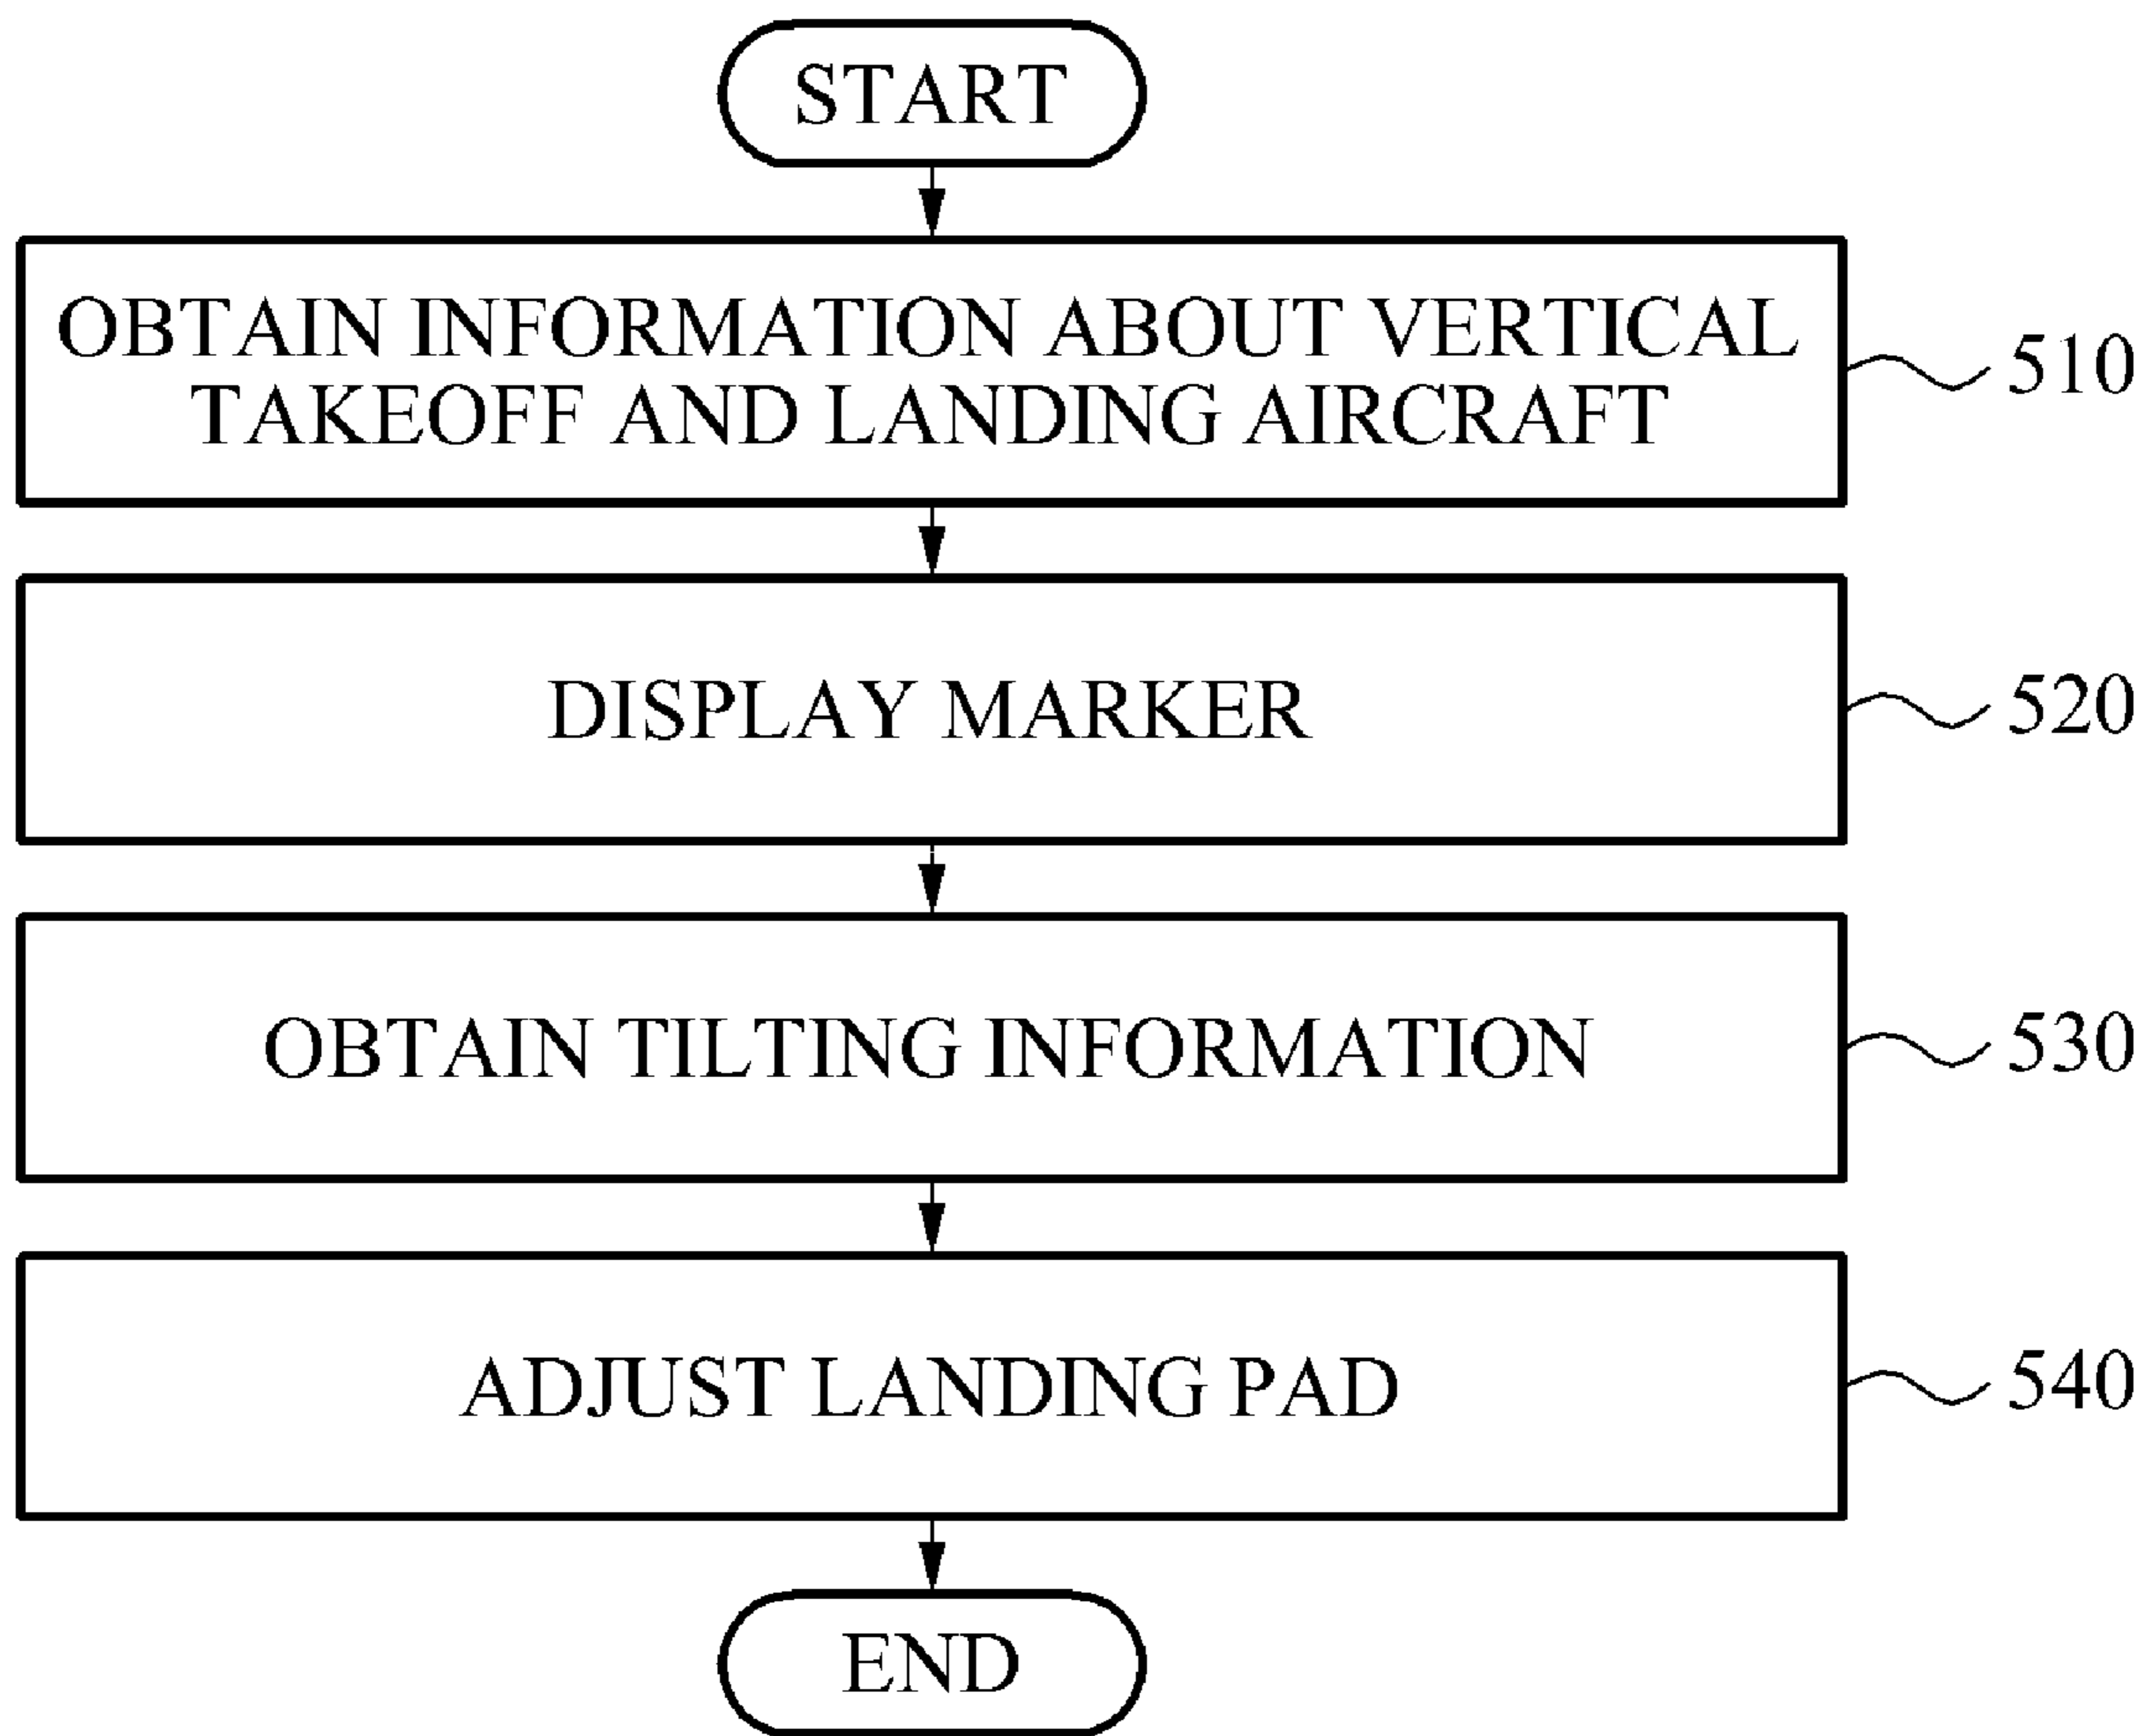 START
OBTAIN INFORMATION ABOUT VERTICAL
TAKEOFF AND LANDING AIRCRAFT
510
DISPLAY MARKER
520
OBTAIN TILTING INFORMATION
530
ADJUST LANDING PAD
540
END